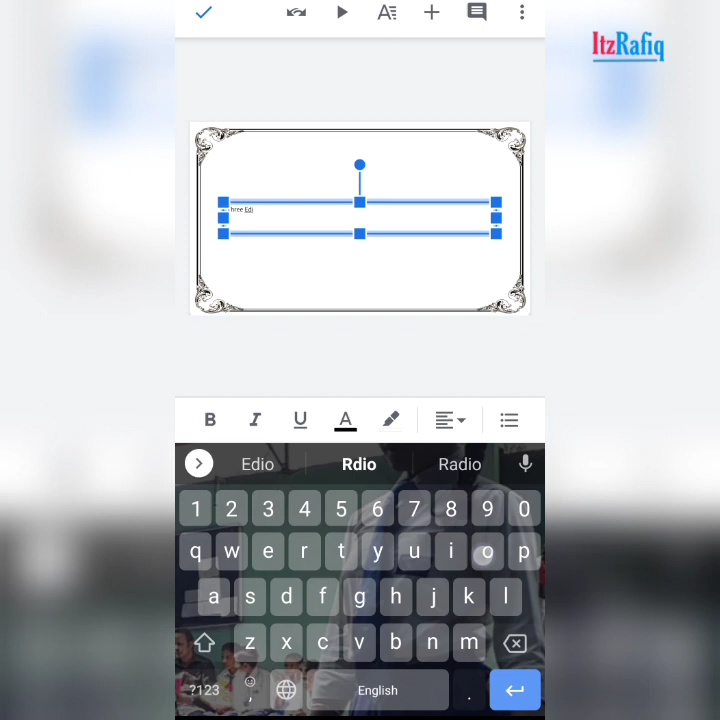 ItzRafiq
hree Edi
B I U A
Edio Rdio Radio
1 2 3 4 5 6 7 8 9 0
q w e r t y u i o p
a s d f g h j k l
z x c v b n m
?123 , English .